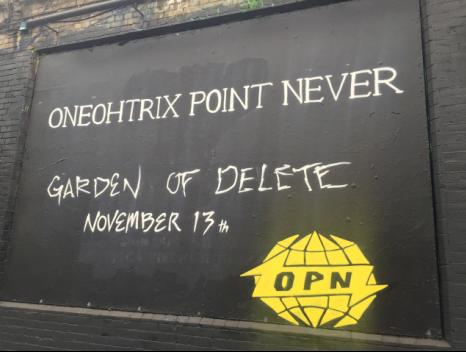 ONEOHTRIX POINT NEVER
GARDEN OF DELETE
NOVEMBER 13th
OPN